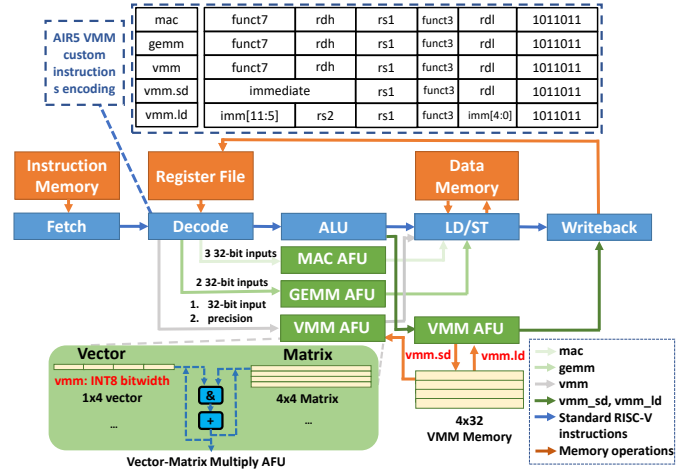 AIR5 VMM
custom
instruction
s encoding
mac funct7 rdh rs1 funct3 rdl 1011011
gemm funct7 rdh rs1 funct3 rdl 1011011
vmm funct7 rdh rs1 funct3 rdl 1011011
vmm.sd immediate rs1 funct3 rdl 1011011
vmm.ld imm[11:5] rs2 rs1 funct3 imm[4:0] 1011011
Instruction
Memory
Register File
Data
Memory
Fetch
Decode
ALU
LD/ST
Writeback
3 32-bit inputs
MAC AFU
2 32-bit inputs
GEMM AFU
1. 32-bit input
2. precision
VMM AFU
VMM AFU
vmm.sd
vmm.ld
Vector
vmm: INT8 bitwidth
1x4 vector
...
&
+
Matrix
4x4 Matrix
...
Vector-Matrix Multiply AFU
4x32
VMM Memory
mac
gemm
vmm
vmm_sd, vmm_ld
Standard RISC-V
instructions
Memory operations